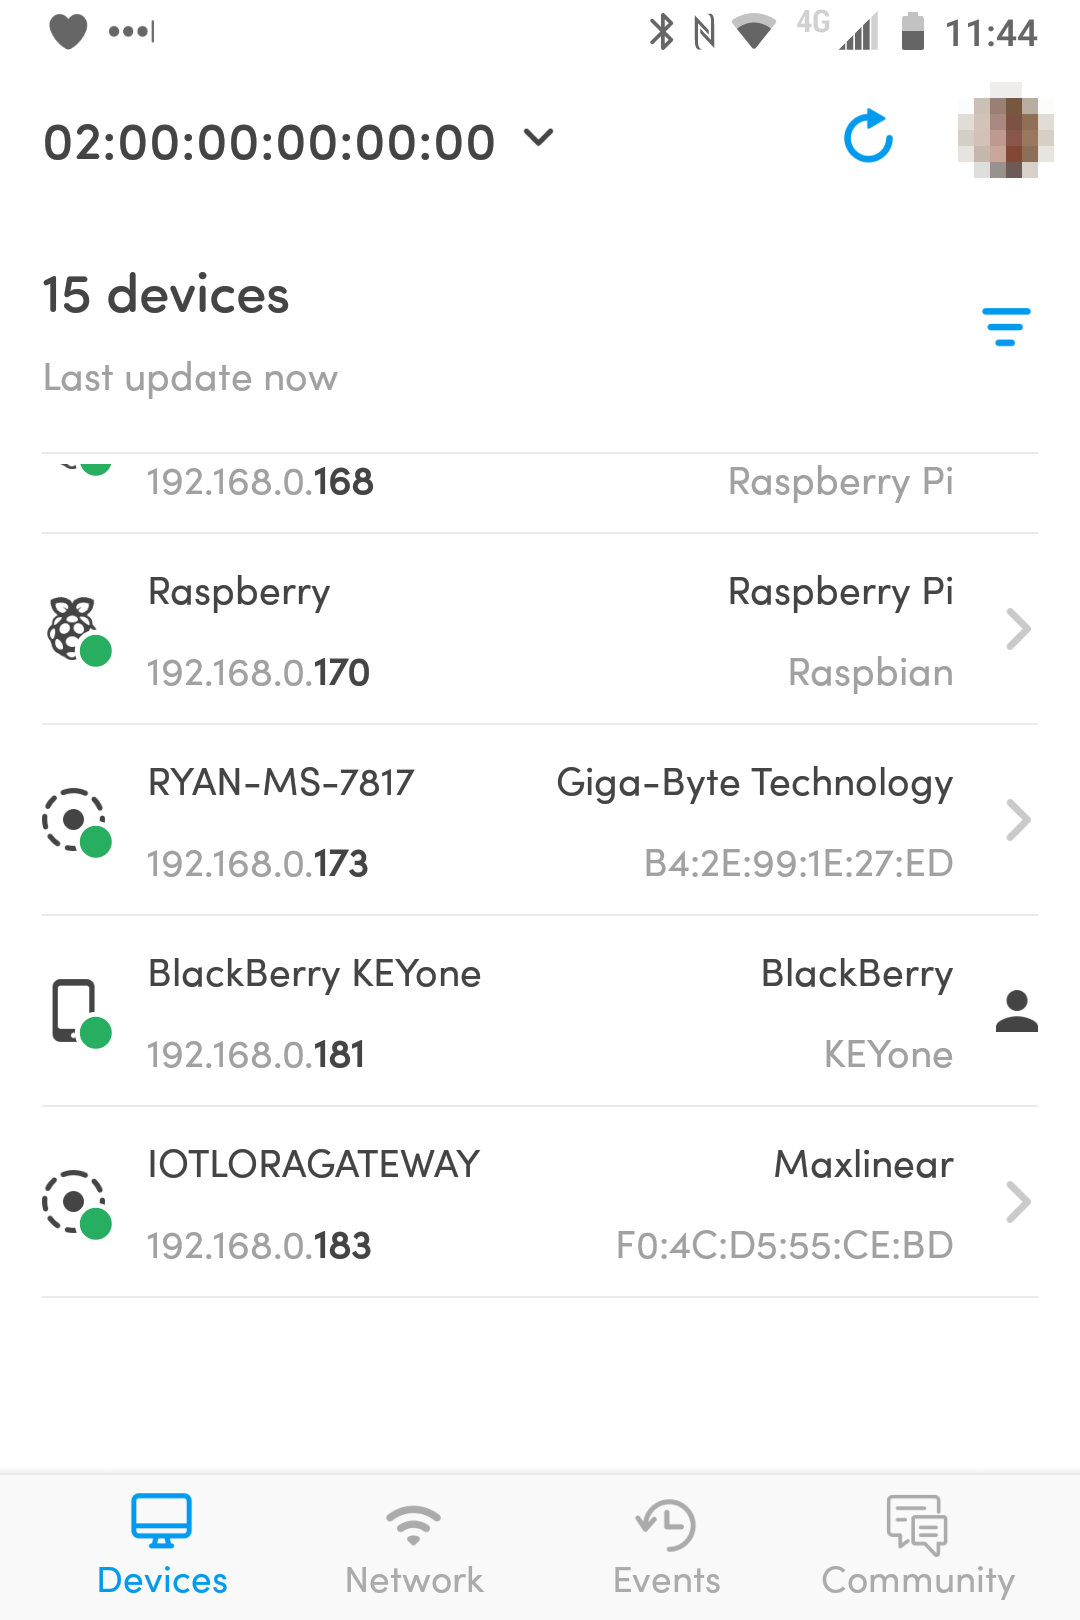 4G 11:44
02:00:00:00:00:00
15 devices
Last update now
192.168.0.168 Raspberry Pi
Raspberry Raspberry Pi
192.168.0.170 Raspbian
RYAN-MS-7817 Giga-Byte Technology
192.168.0.173 B4:2E:99:1E:27:ED
BlackBerry KEYone BlackBerry
192.168.0.181 KEYone
IOTLORAGATEWAY Maxlinear
192.168.0.183 F0:4C:D5:55:CE:BD
Devices Network Events Community